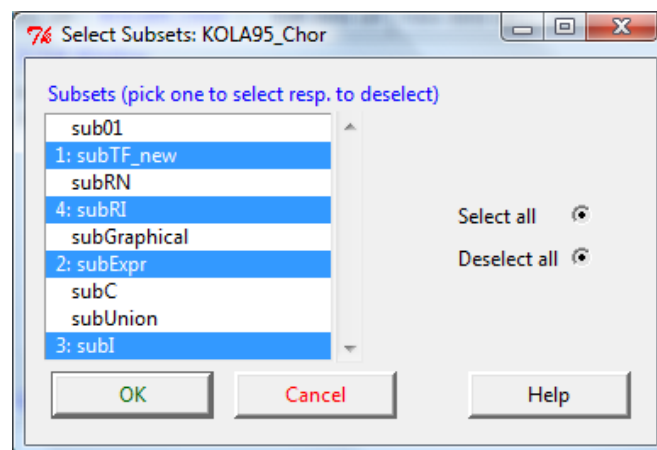 Select Subsets: KOLA95_Chor
Subsets (pick one to select resp. to deselect)
sub01
1: subTF_new
subRN
4: subRI
subGraphical
2: subExpr
subC
subUnion
3: subI
Select all
Deselect all
OK Cancel Help